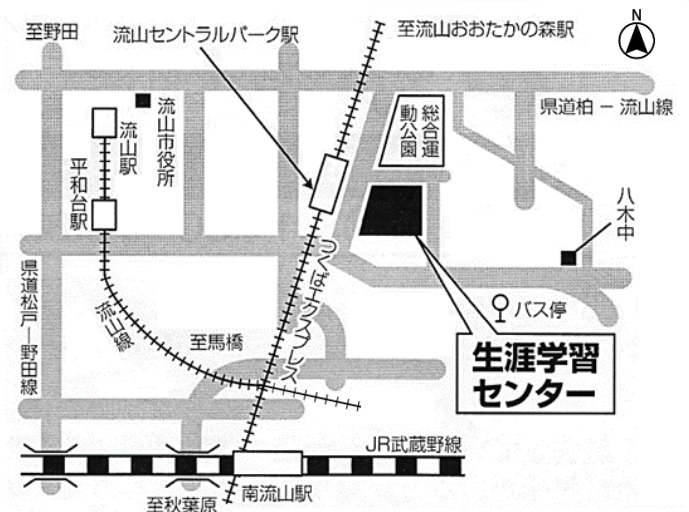 至野田
流山セントラルパーク駅
至流山おおたかの森駅
N
県道柏－流山線
流山駅
流山市役所
総合運
動公園
平和台駅
八木中
県道松戸―野田線
流山線
つくばエクスプレス
至馬橋
バス停
生涯学習
センター
JR武蔵野線
南流山駅
至秋葉原